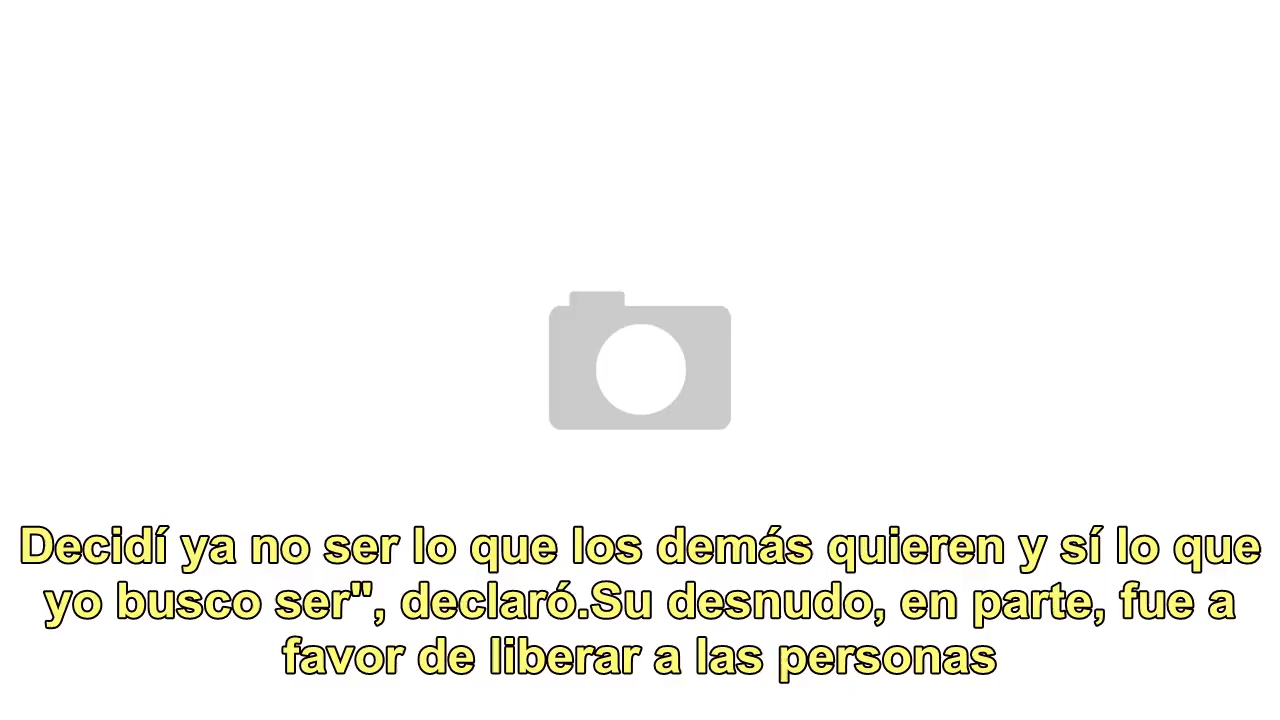 Decidí ya no ser lo que los demás quieren y sí lo que
yo busco ser", declaró.Su desnudo, en parte, fue a
favor de liberar a las personas